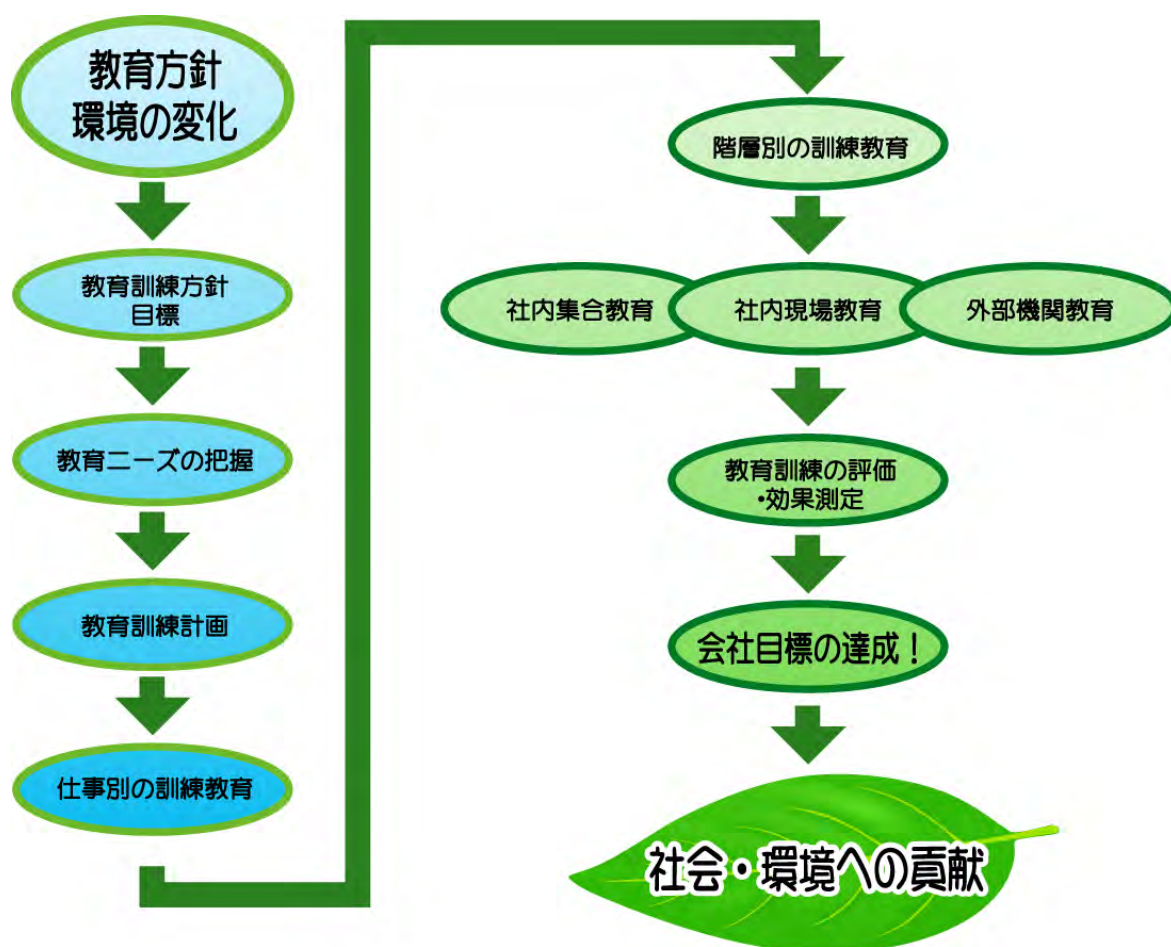 教育方針
環境の変化
教育訓練方針
目標
教育ニーズの把握
教育訓練計画
仕事別の訓練教育
階層別の訓練教育
社内集合教育
社内現場教育
外部機関教育
教育訓練の評価
・効果測定
会社目標の達成！
社会・環境への貢献